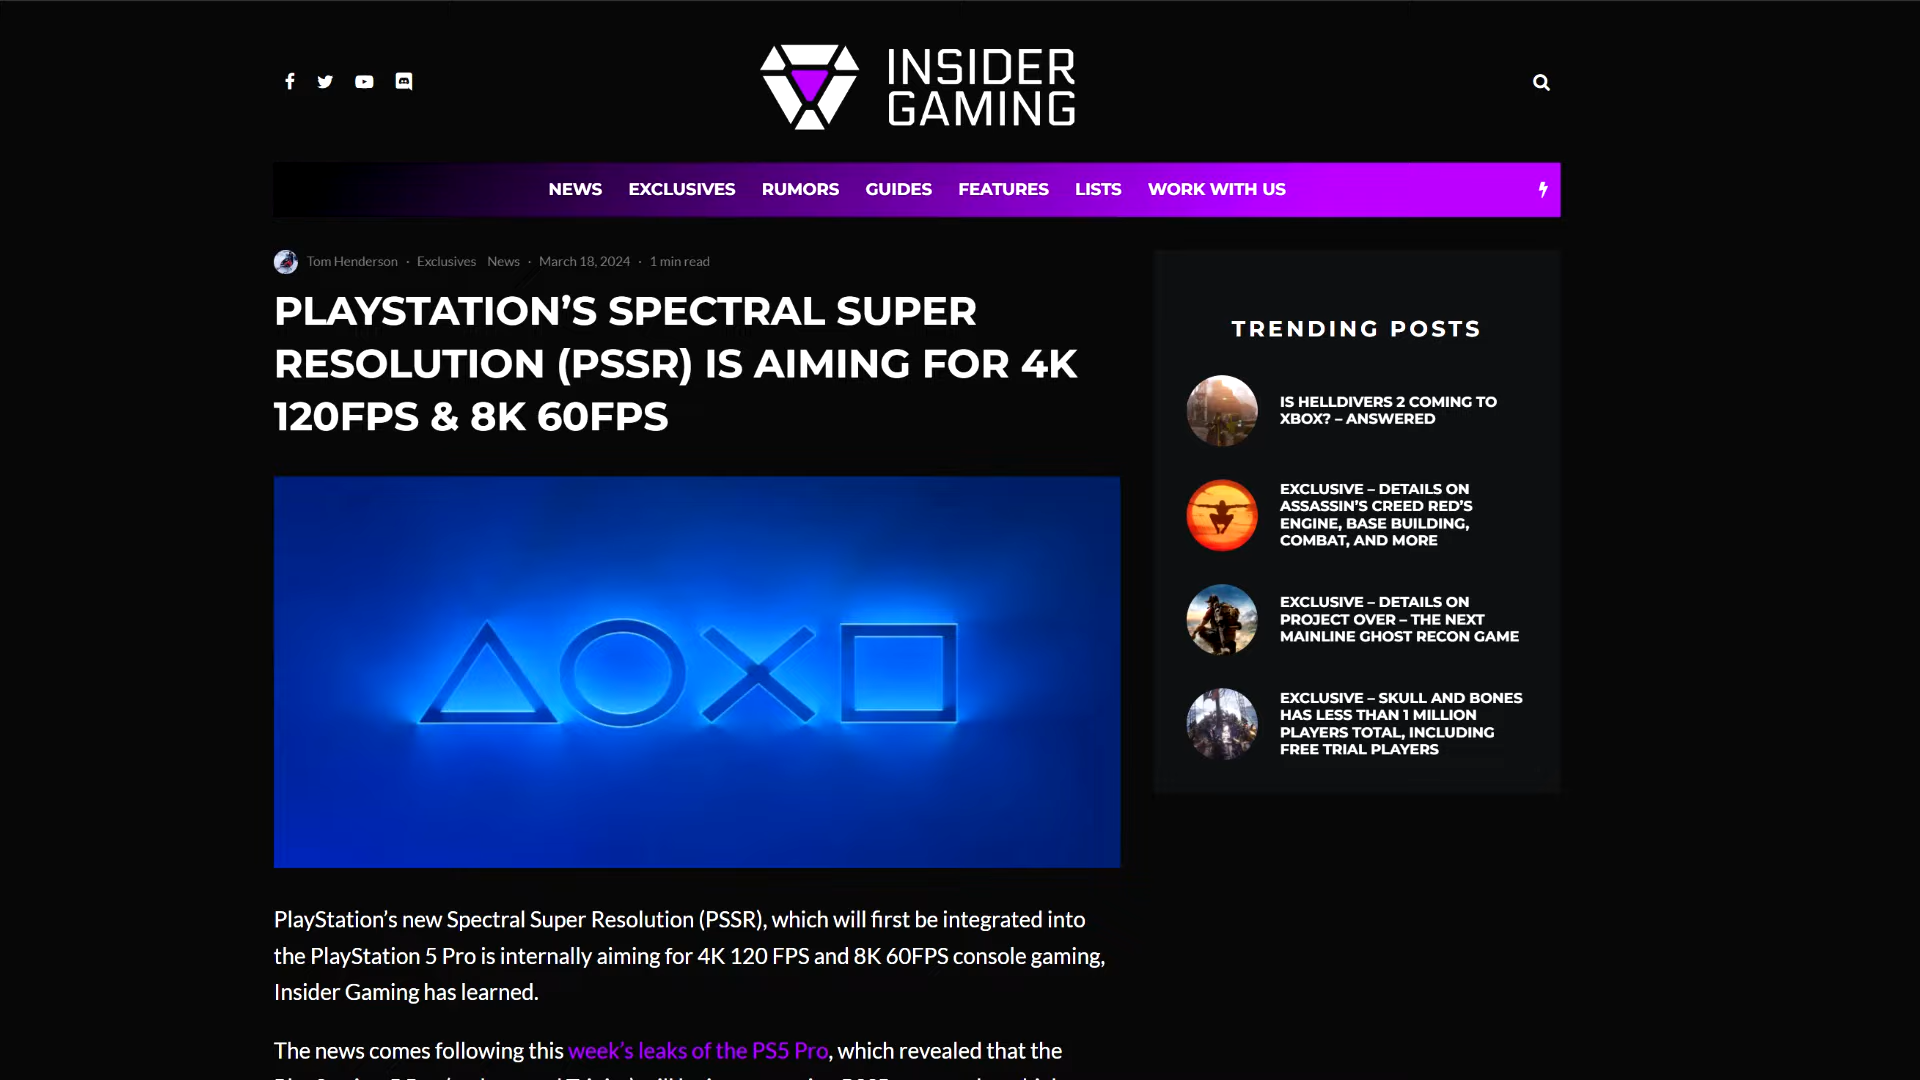 INSIDER
GAMING
NEWS EXCLUSIVES RUMORS GUIDES FEATURES LISTS WORK WITH US
Tom Henderson · Exclusives News · March 18, 2024 · 1 min read
PLAYSTATION’S SPECTRAL SUPER
RESOLUTION (PSSR) IS AIMING FOR 4K
120FPS & 8K 60FPS
PlayStation’s new Spectral Super Resolution (PSSR), which will first be integrated into
the PlayStation 5 Pro is internally aiming for 4K 120 FPS and 8K 60FPS console gaming,
Insider Gaming has learned.
The news comes following this week’s leaks of the PS5 Pro, which revealed that the
TRENDING POSTS
IS HELLDIVERS 2 COMING TO
XBOX? – ANSWERED
EXCLUSIVE – DETAILS ON
ASSASSIN’S CREED RED’S
ENGINE, BASE BUILDING,
COMBAT, AND MORE
EXCLUSIVE – DETAILS ON
PROJECT OVER – THE NEXT
MAINLINE GHOST RECON GAME
EXCLUSIVE – SKULL AND BONES
HAS LESS THAN 1 MILLION
PLAYERS TOTAL, INCLUDING
FREE TRIAL PLAYERS